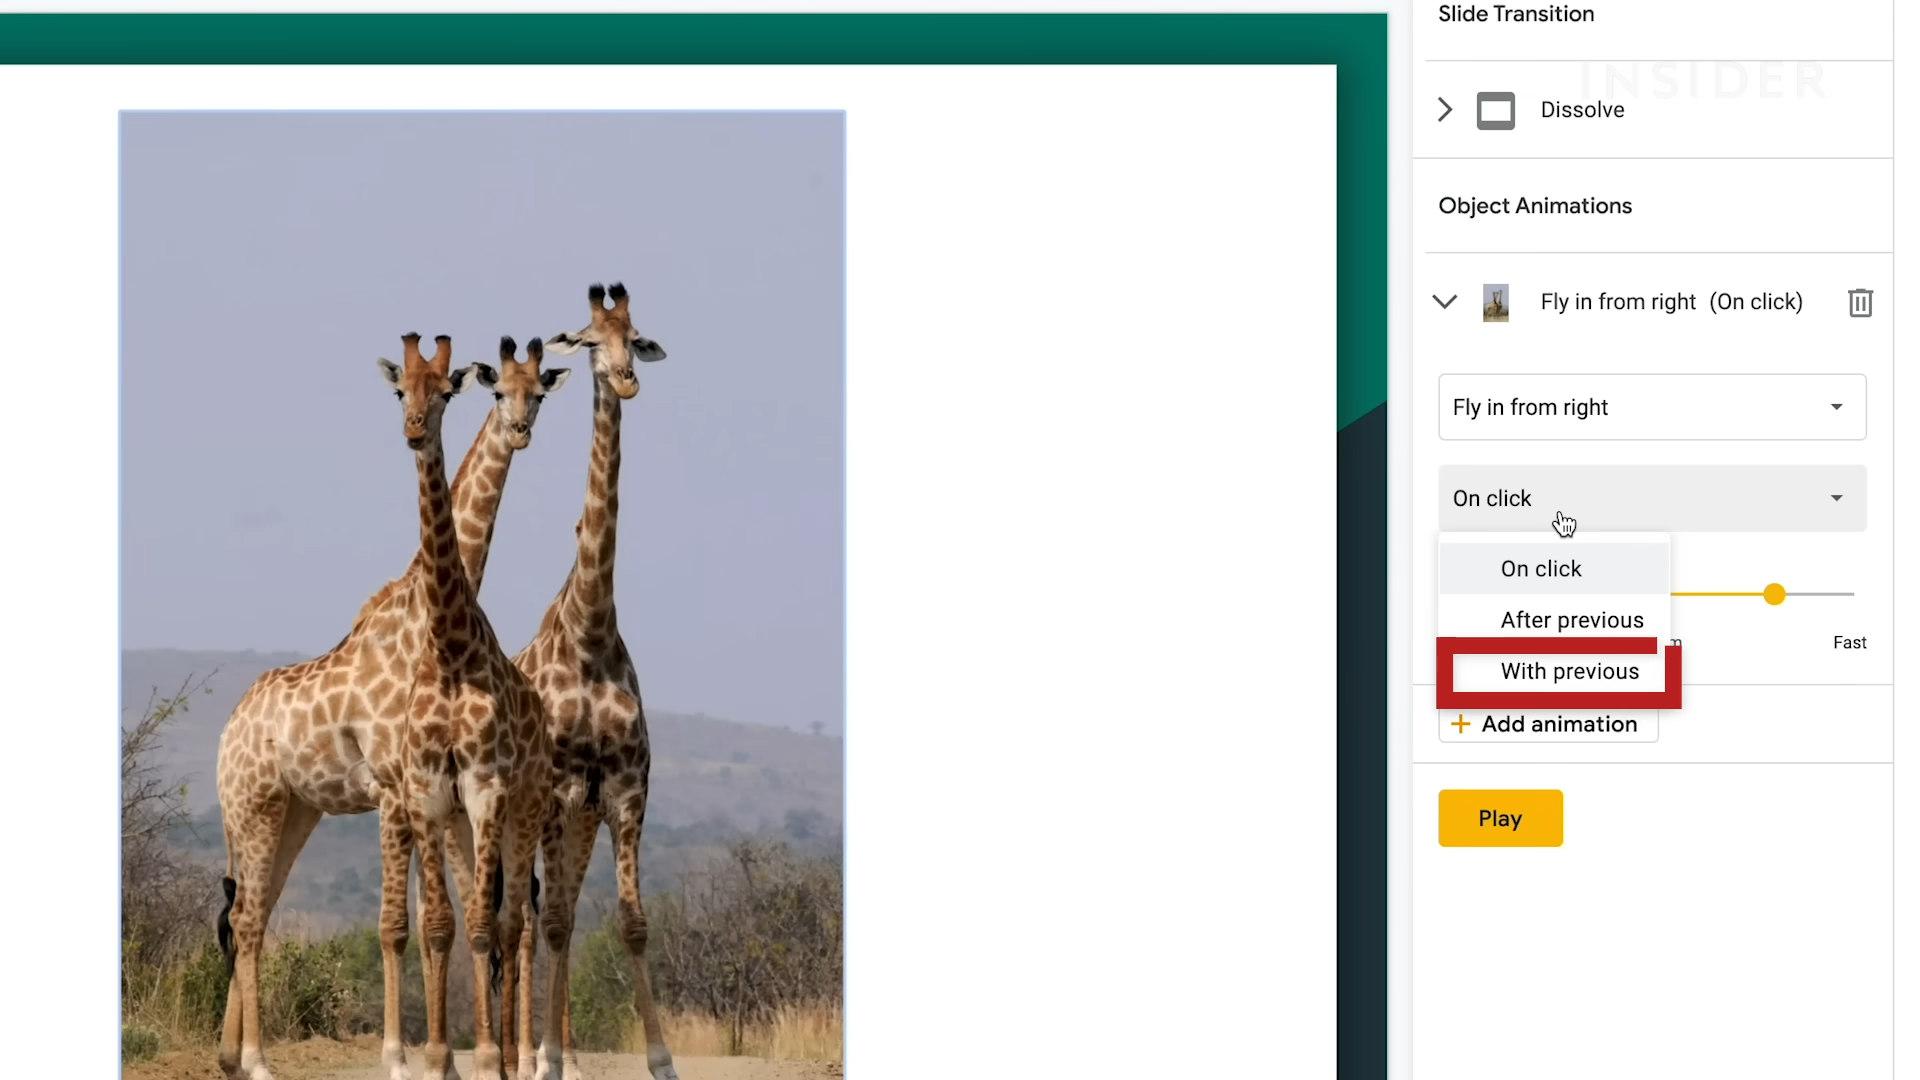 Slide Transition
INSIDER
Dissolve
Object Animations
Fly in from right (On click)
Fly in from right
On click
On click
After previous
Fast
With previous
Add animation
Play